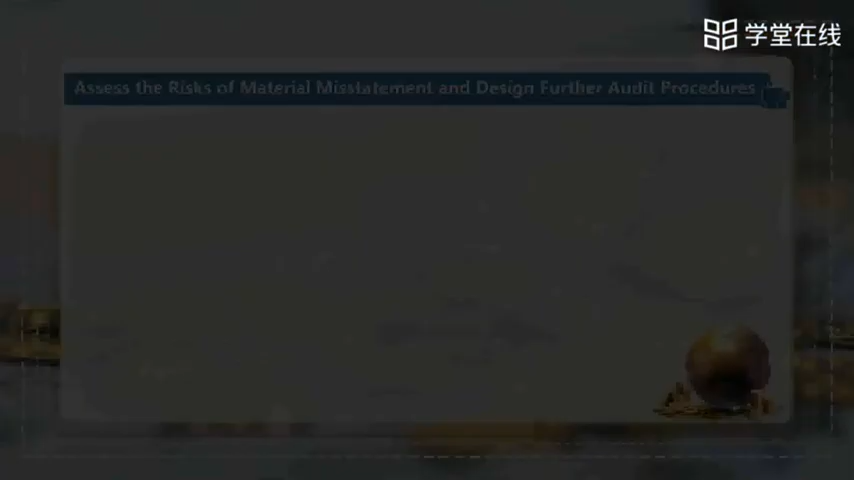 学堂在线
Assess the Risks of Material Misstatement and Design Further Audit Procedures